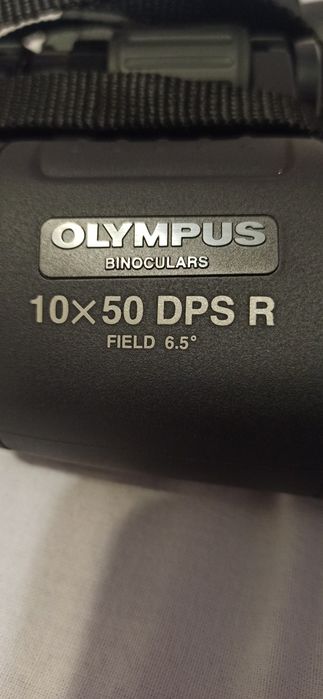 OLYMPUS
BINOCULARS
10×50 DPS R
FIELD 6.5°